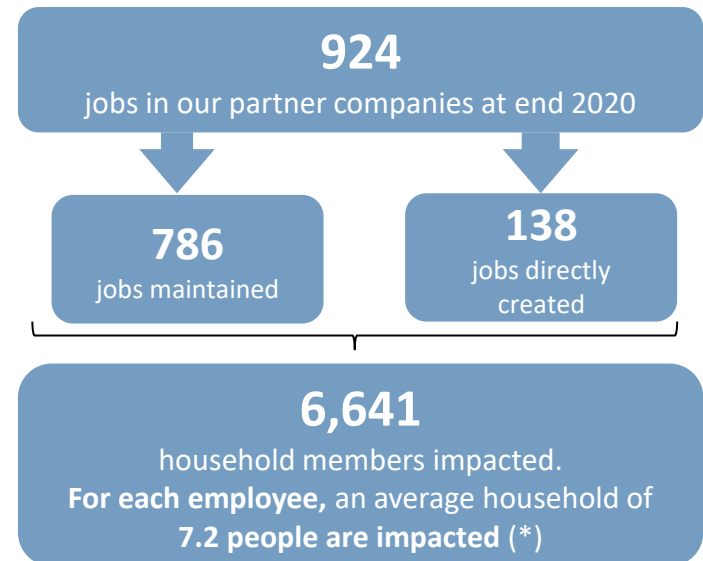 924
jobs in our partner companies at end 2020
786
jobs maintained
138
jobs directly
created
6,641
household members impacted.
For each employee, an average household of
7.2 people are impacted (*)